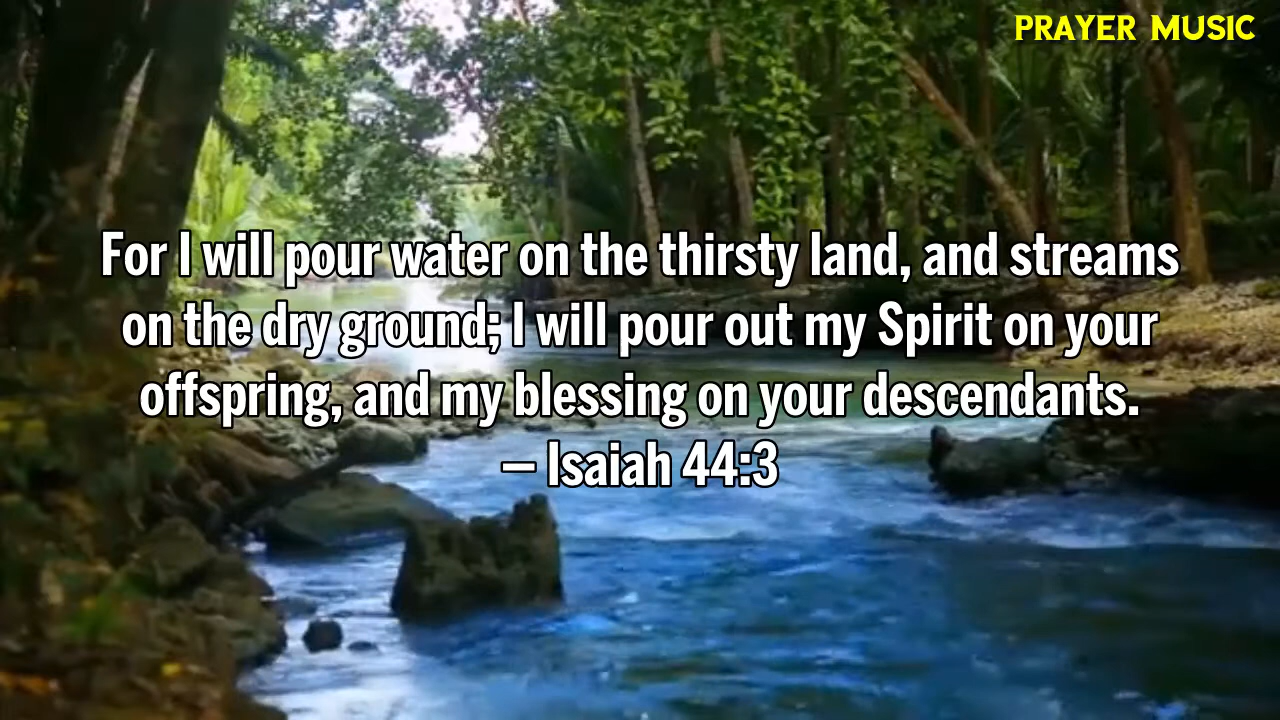 PRAYER MUSIC
For I will pour water on the thirsty land, and streams
on the dry ground; I will pour out my Spirit on your
offspring, and my blessing on your descendants.
– Isaiah 44:3